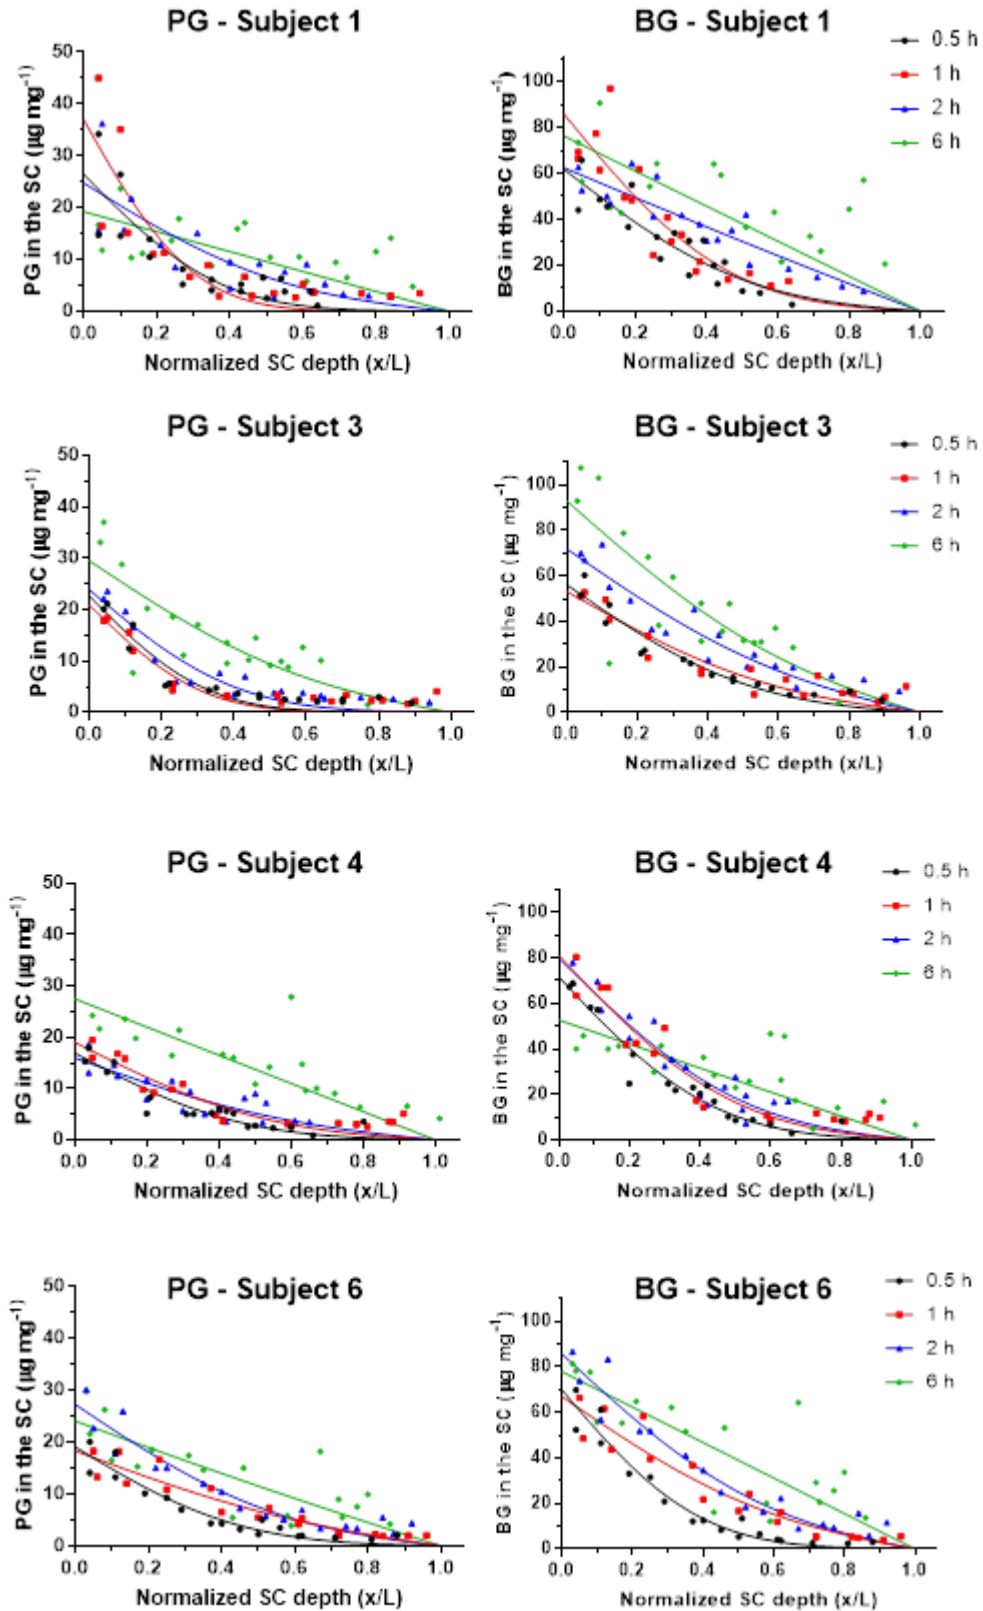 PG - Subject 1
PG in the SC (µg mg⁻¹)
50
40
30
20
10
0
0.0 0.2 0.4 0.6 0.8 1.0
Normalized SC depth (x/L)
BG - Subject 1
BG in the SC (µg mg⁻¹)
100
80
60
40
20
0
0.0 0.2 0.4 0.6 0.8 1.0
Normalized SC depth (x/L)
0.5 h
1 h
2 h
6 h
PG - Subject 3
PG in the SC (µg mg⁻¹)
50
40
30
20
10
0
0.0 0.2 0.4 0.6 0.8 1.0
Normalized SC depth (x/L)
BG - Subject 3
BG in the SC (µg mg⁻¹)
100
80
60
40
20
0
0.0 0.2 0.4 0.6 0.8 1.0
Normalized SC depth (x/L)
0.5 h
1 h
2 h
6 h
PG - Subject 4
PG in the SC (µg mg⁻¹)
50
40
30
20
10
0
0.0 0.2 0.4 0.6 0.8 1.0
Normalized SC depth (x/L)
BG - Subject 4
BG in the SC (µg mg⁻¹)
100
80
60
40
20
0
0.0 0.2 0.4 0.6 0.8 1.0
Normalized SC depth (x/L)
0.5 h
1 h
2 h
6 h
PG - Subject 6
PG in the SC (µg mg⁻¹)
50
40
30
20
10
0
0.0 0.2 0.4 0.6 0.8 1.0
Normalized SC depth (x/L)
BG - Subject 6
BG in the SC (µg mg⁻¹)
100
80
60
40
20
0
0.0 0.2 0.4 0.6 0.8 1.0
Normalized SC depth (x/L)
0.5 h
1 h
2 h
6 h